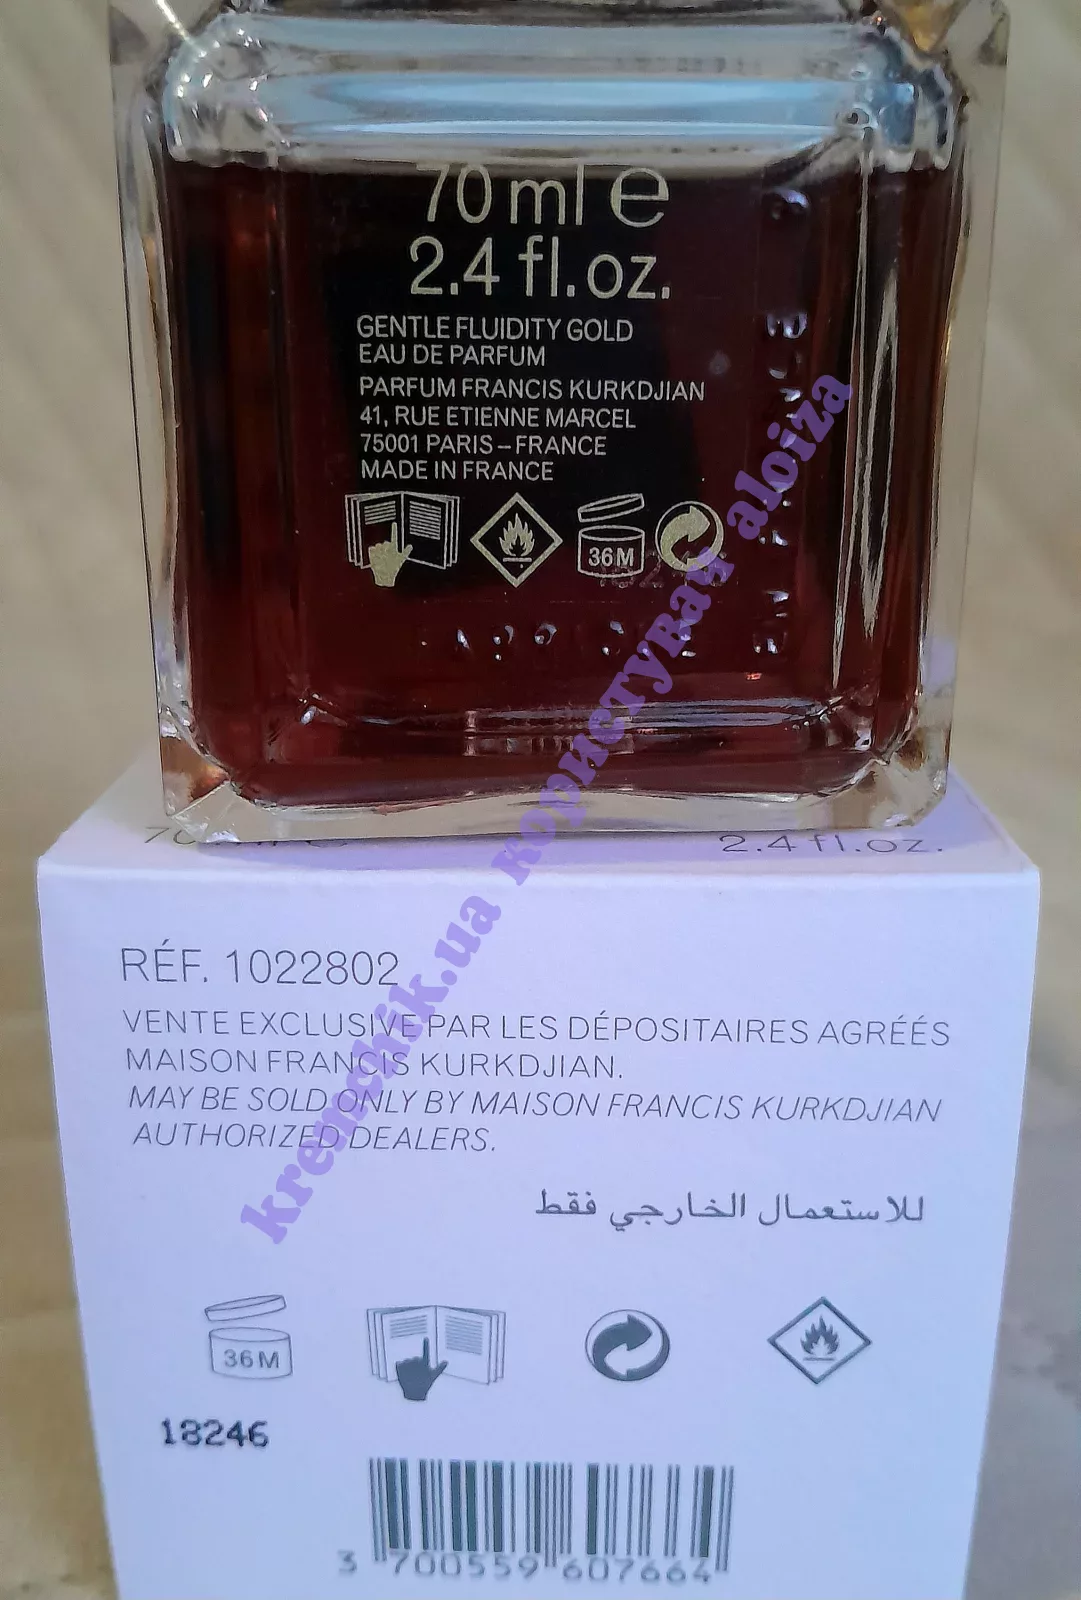 70 ml e
2.4 fl.oz.
GENTLE FLUIDITY GOLD
EAU DE PARFUM
PARFUM FRANCIS KURKDJIAN
41, RUE ETIENNE MARCEL
75001 PARIS – FRANCE
MADE IN FRANCE
36M
2.4 fl.oz.
RÉF. 1022802
VENTE EXCLUSIVE PAR LES DÉPOSITAIRES AGRÉÉS
MAISON FRANCIS KURKDJIAN.
MAY BE SOLD ONLY BY MAISON FRANCIS KURKDJIAN
AUTHORIZED DEALERS.
للاستعمال الخارجي فقط
36M
18246
3 700559 607664
kremchik.ua користувач aloiza